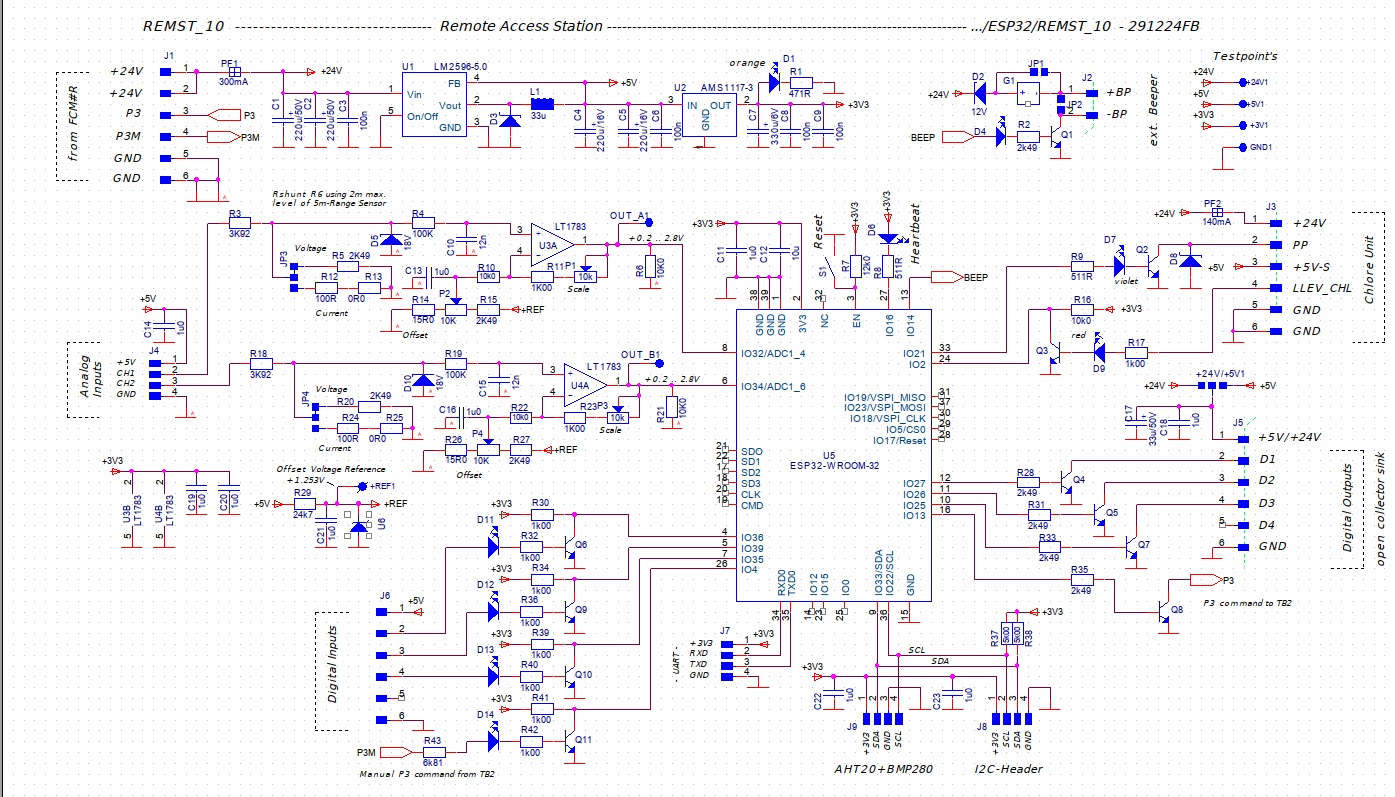 REMST_10
Remote Access Station
.../ESP32/REMST_10 - 291224FB
from FCM#R
J1
+24V 1
+24V 2
P3 3
P3M 4
GND 5
GND 6
PF1
300mA
+24V
P3
P3M
C1
220u/50V
C2
220u/50V
C3
100n
U1 LM2596-5.0
Vin
On/Off
FB
Vout
GND
1
5
4
2
3
D3
L1
33u
+5V
C4
220u/16V
C5
220u/16V
C6
100n
U2 AMS1117-3
IN OUT
GND
3
2
1
orange
D1
R1
471R
+3V3
C7
330u/6V
C8
100n
C9
100n
+24V
D2
12V
G1
JP1
JP2
J2
+BP
-BP
1
2
BEEP
D4
R2
2k49
Q1
ext. Beeper
Testpoint's
+24V
+24V1
+5V
+5V1
+3V3
+3V1
GND1
Rshunt R6 using 2m max.
level of 5m-Range Sensor
R3
3K92
Voltage
JP3
R5 2K49
R12
100R
R13
0R0
Current
D5
18V
R4
100K
C10
12n
LT1783
U3A
3
4
1
OUT_A1
+0.2 .. 2.8V
R6
10K0
C13
1u0
R10
10k0
R11
1K00
P1
10k
Scale
P2
R14
15R0
10K
R15
2K49
+REF
Offset
+5V
C14
1u0
Analog
Inputs
J4
+5V 1
CH1 2
CH2 3
GND 4
R18
3K92
Voltage
JP4
R20 2K49
R24
100R
R25
0R0
Current
D10
18V
R19
100K
C15
12n
LT1783
U4A
3
4
1
OUT_B1
+0.2 .. 2.8V
R21
10K0
C16
1u0
R22
10k0
R23
1K00
P3
10k
Scale
P4
R26
15R0
10K
R27
2K49
+REF
Offset
+3V3
U3B
LT1783
2
5
U4B
LT1783
2
5
C19
1u0
C20
1u0
Offset Voltage Reference
+1.253V
+REF1
+5V
R29
24k7
+REF
C21
1u0
U6
+3V3
C11
1u0
C12
10u
Reset
S1
+3V3
R7
12k0
+3V3
D6
R8
511R
Heartbeat
BEEP
38
39
1
2
32
3
27
13
GND
GND
GND
3V3
NC
EN
IO16
IO14
8 IO32/ADC1_4
6 IO34/ADC1_6
IO21 33
IO2 24
IO19/VSPI_MISO 31
IO23/VSPI_MOSI 37
IO18/VSPI_CLK 30
IO5/CS0 29
IO17/Reset 28
U5
ESP32-WROOM-32
21 SDO
22 SD1
17 SD2
18 SD3
20 CLK
19 CMD
IO27 12
IO26 11
IO25 10
IO13 16
4 IO36
5 IO39
7 IO35
26 IO4
RXD0
TXD0
IO12
IO15
IO0
IO33/SDA
IO22/SCL
GND
34
35
14
23
25
9
36
15
+24V
PF2
140mA
J3
1 +24V
2 PP
3 +5V-S
4 LLEV_CHL
5 GND
6 GND
Chlore Unit
R9
511R
D7
violet
Q2
D8
+5V
R16
10k0
+3V3
red
Q3
D9
R17
1k00
+24V/+5V1
+24V
+5V
C17
33u/50V
C18
1u0
J5
1 +5V/+24V
2 D1
3 D2
4 D3
5 D4
6 GND
Digital Outputs
open collector sink
R28
2k49
Q4
R31
2k49
Q5
R33
2k49
Q7
R35
2k49
Q8
P3
P3 command to TB2
Digital Inputs
J6
1
+5V
2
3
4
5
6
+3V3
R30
1k00
D11
R32
1k00
Q6
+3V3
R34
1k00
D12
R36
1k00
Q9
+3V3
R39
1k00
D13
R40
1k00
Q10
+3V3
R41
1k00
D14
R42
1k00
Q11
P3M
R43
6k81
Manual P3 command from TB2
- UART -
J7
+3V3 1
RXD 2
TXD 3
GND 4
+3V3
+3V3
R37
5k00
5k00
R38
SCL
SDA
+3V3
C22
1u0
J9
1
2
3
4
+3V3
SDA
GND
SCL
AHT20+BMP280
C23
1u0
J8
1
2
3
4
+3V3
SCL
SDA
GND
I2C-Header